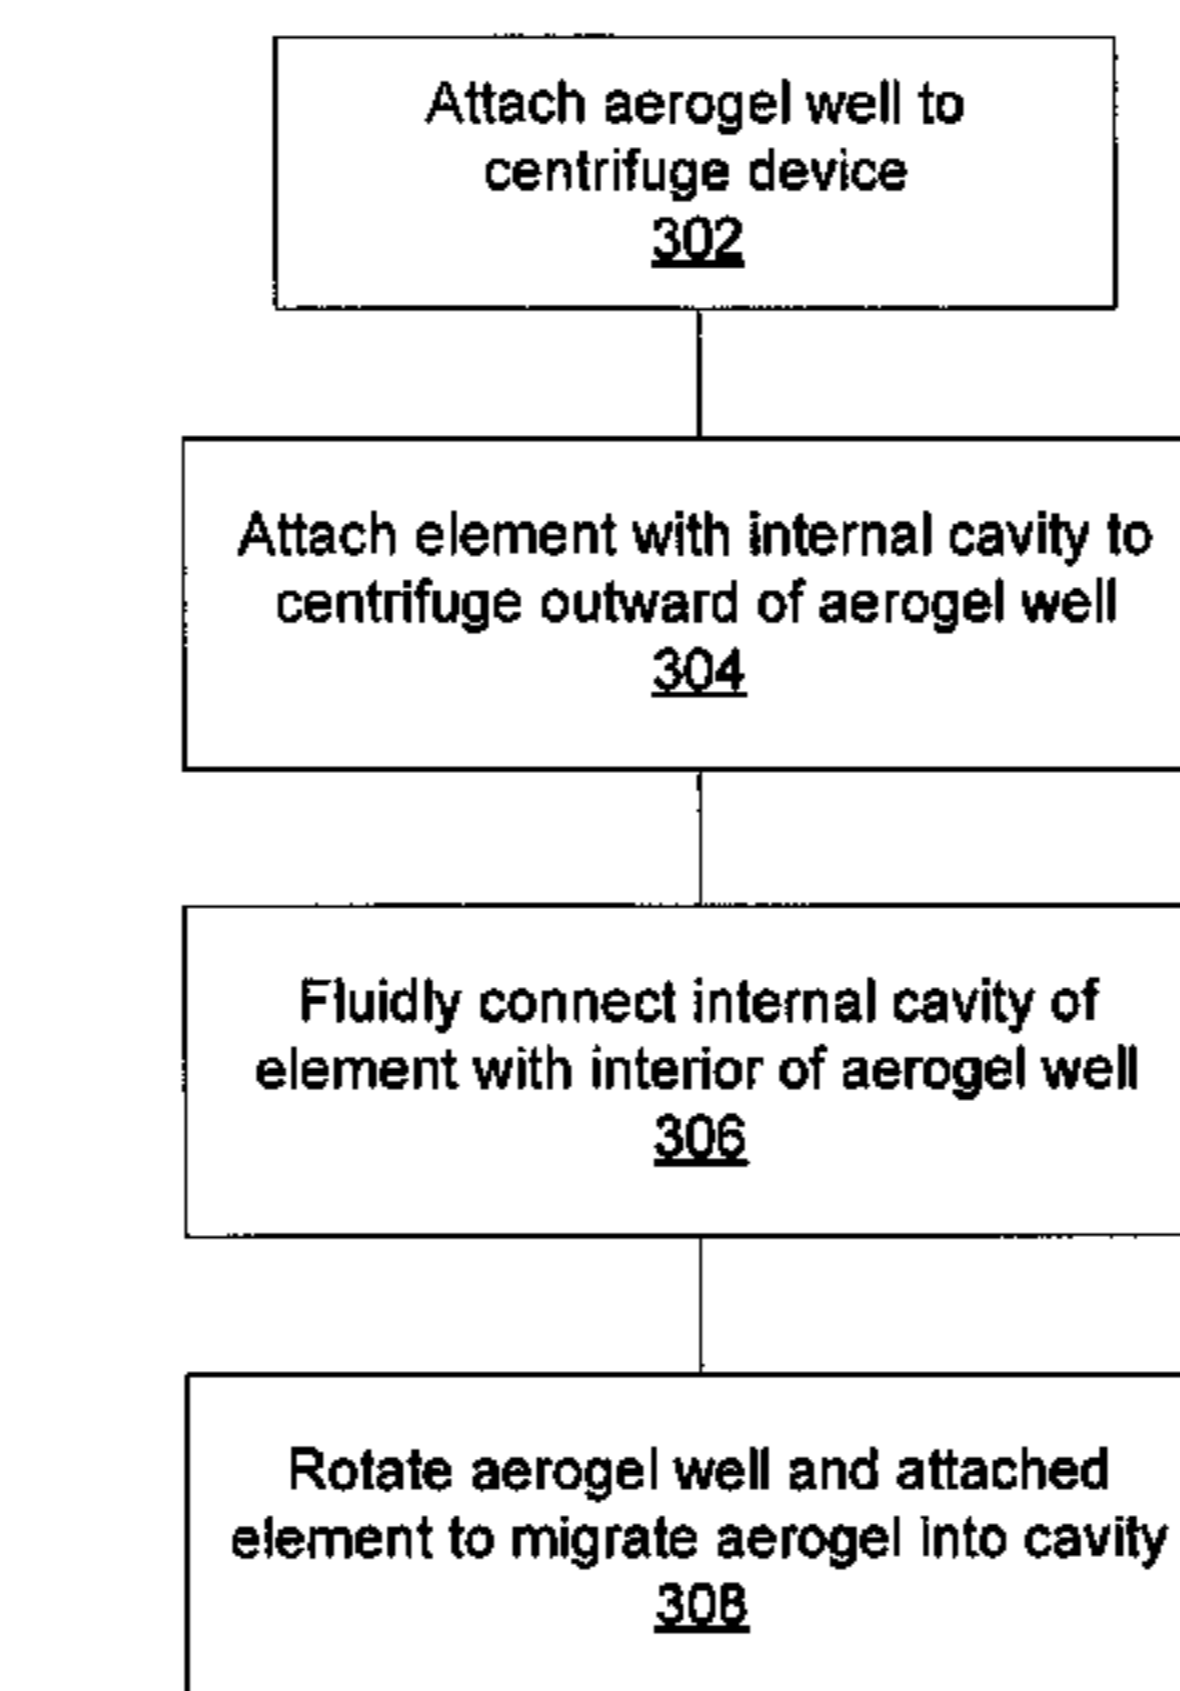 Attach aerogel well to
centrifuge device
302
Attach element with internal cavity to
centrifuge outward of aerogel well
304
Fluidly connect internal cavity of
element with interior of aerogel well
306
Rotate aerogel well and attached
element to migrate aerogel into cavity
308